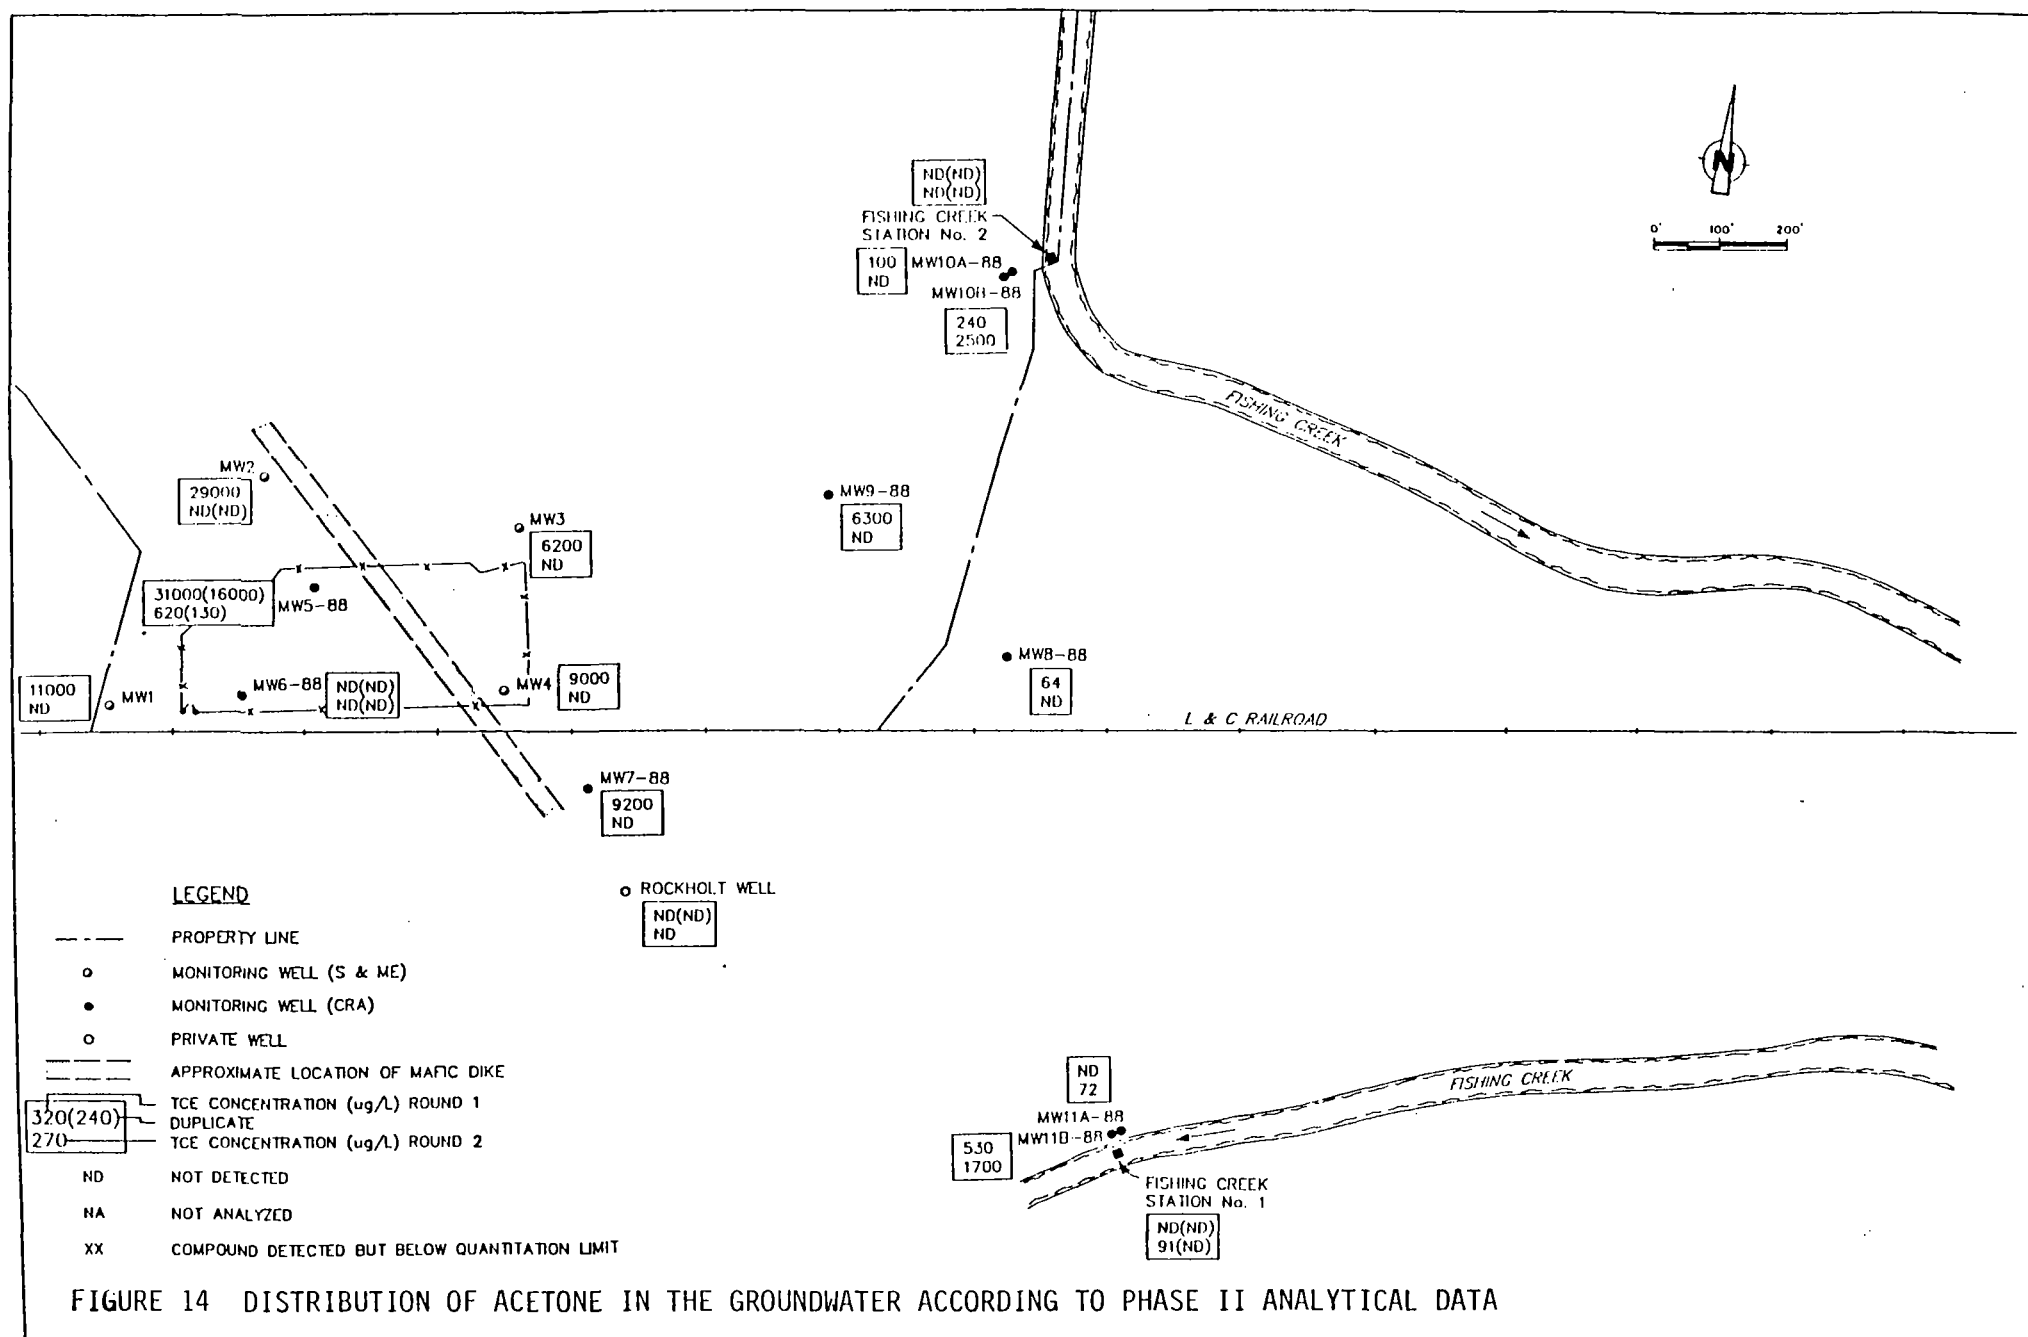 ND(ND)
ND(ND)
FISHING CREEK
STATION No. 2
N
0' 100' 200'
100
ND
MW10A-88
MW10B-88
240
2500
FISHING CREEK
MW2
29000
ND(ND)
MW3
6200
ND
MW9-88
6300
ND
31000(16000)
620(130)
MW5-88
MW8-88
64
ND
11000
ND
MW1
MW6-88
ND(ND)
ND(ND)
MW4
9000
ND
L & C RAILROAD
MW7-88
9200
ND
ROCKHOLT WELL
ND(ND)
ND
LEGEND
PROPERTY LINE
MONITORING WELL (S & ME)
MONITORING WELL (CRA)
PRIVATE WELL
APPROXIMATE LOCATION OF MAFIC DIKE
320(240)
270
TCE CONCENTRATION (ug/L) ROUND 1
DUPLICATE
TCE CONCENTRATION (ug/L) ROUND 2
ND NOT DETECTED
NA NOT ANALYZED
XX COMPOUND DETECTED BUT BELOW QUANTITATION LIMIT
ND
72
MW11A-88
MW11B-88
530
1700
FISHING CREEK
FISHING CREEK
STATION No. 1
ND(ND)
91(ND)
FIGURE 14 DISTRIBUTION OF ACETONE IN THE GROUNDWATER ACCORDING TO PHASE II ANALYTICAL DATA